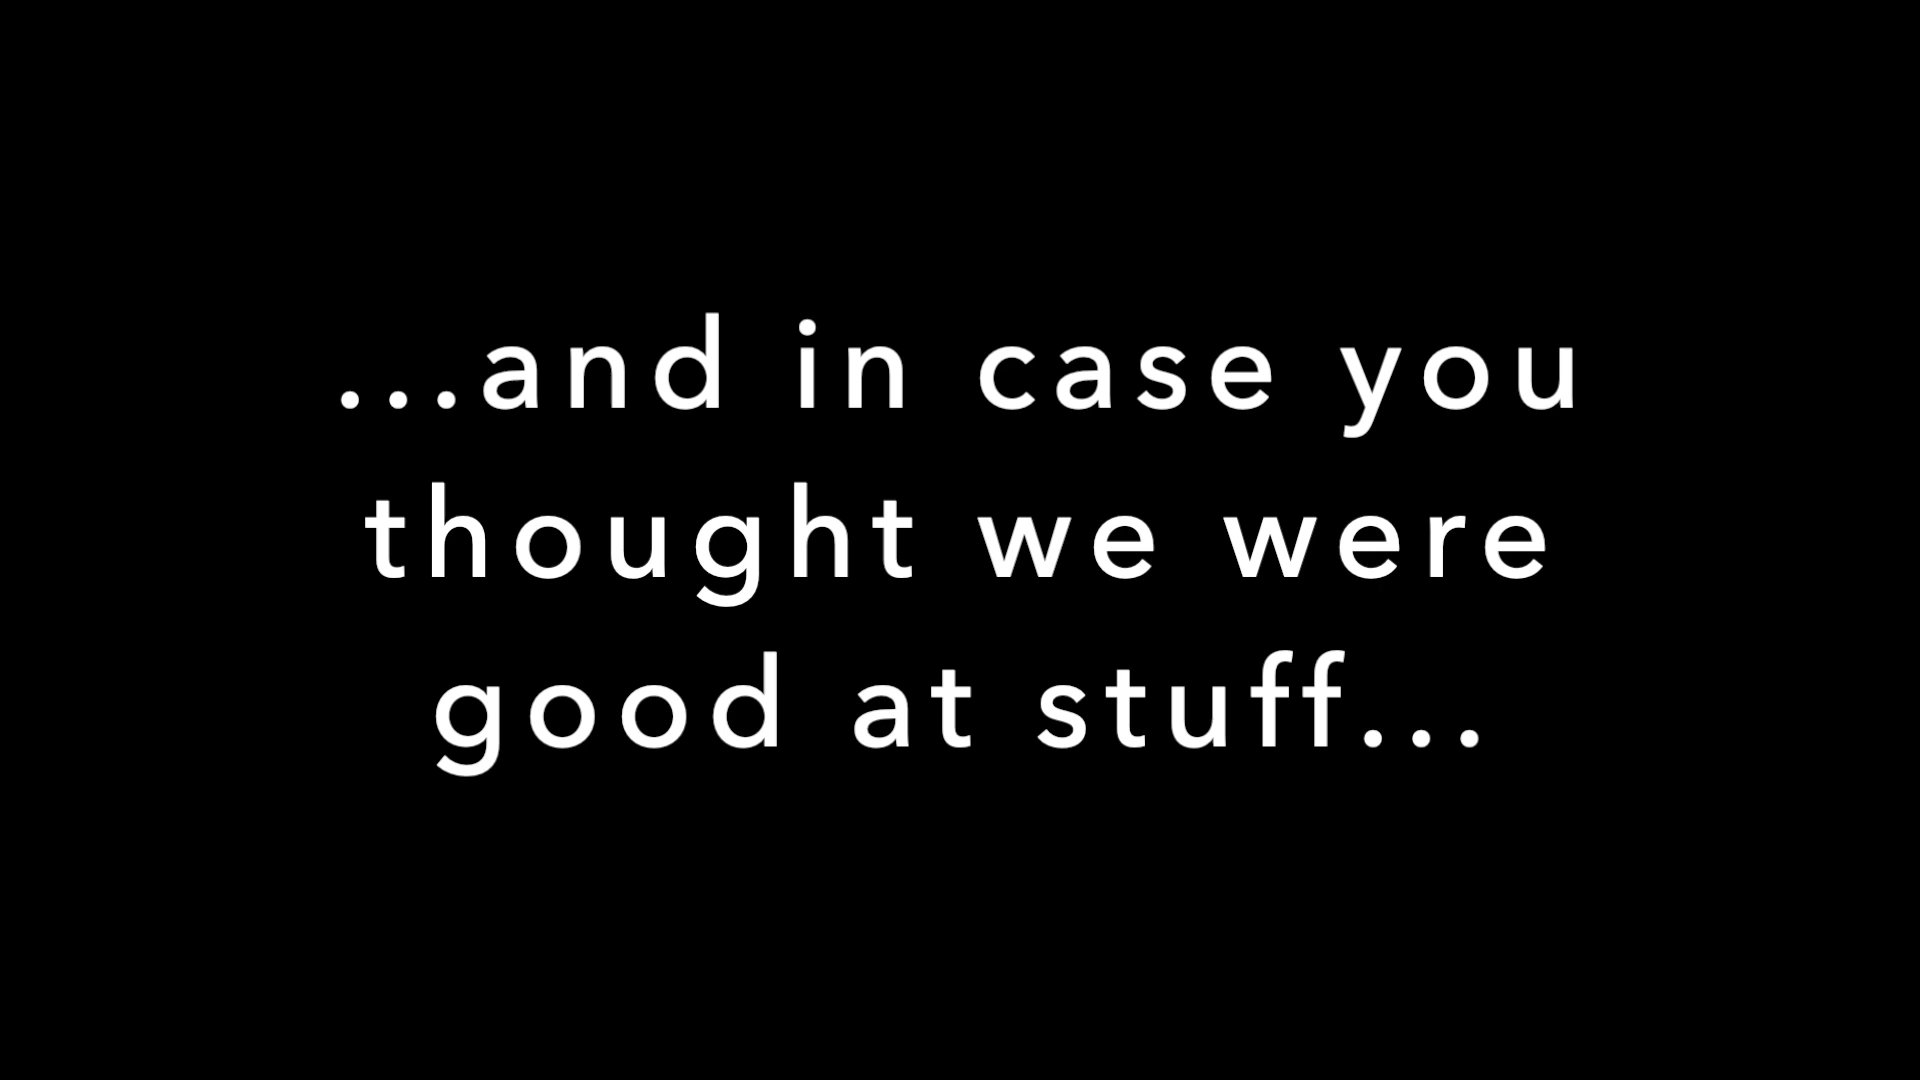 ...and in case you
thought we were
good at stuff...